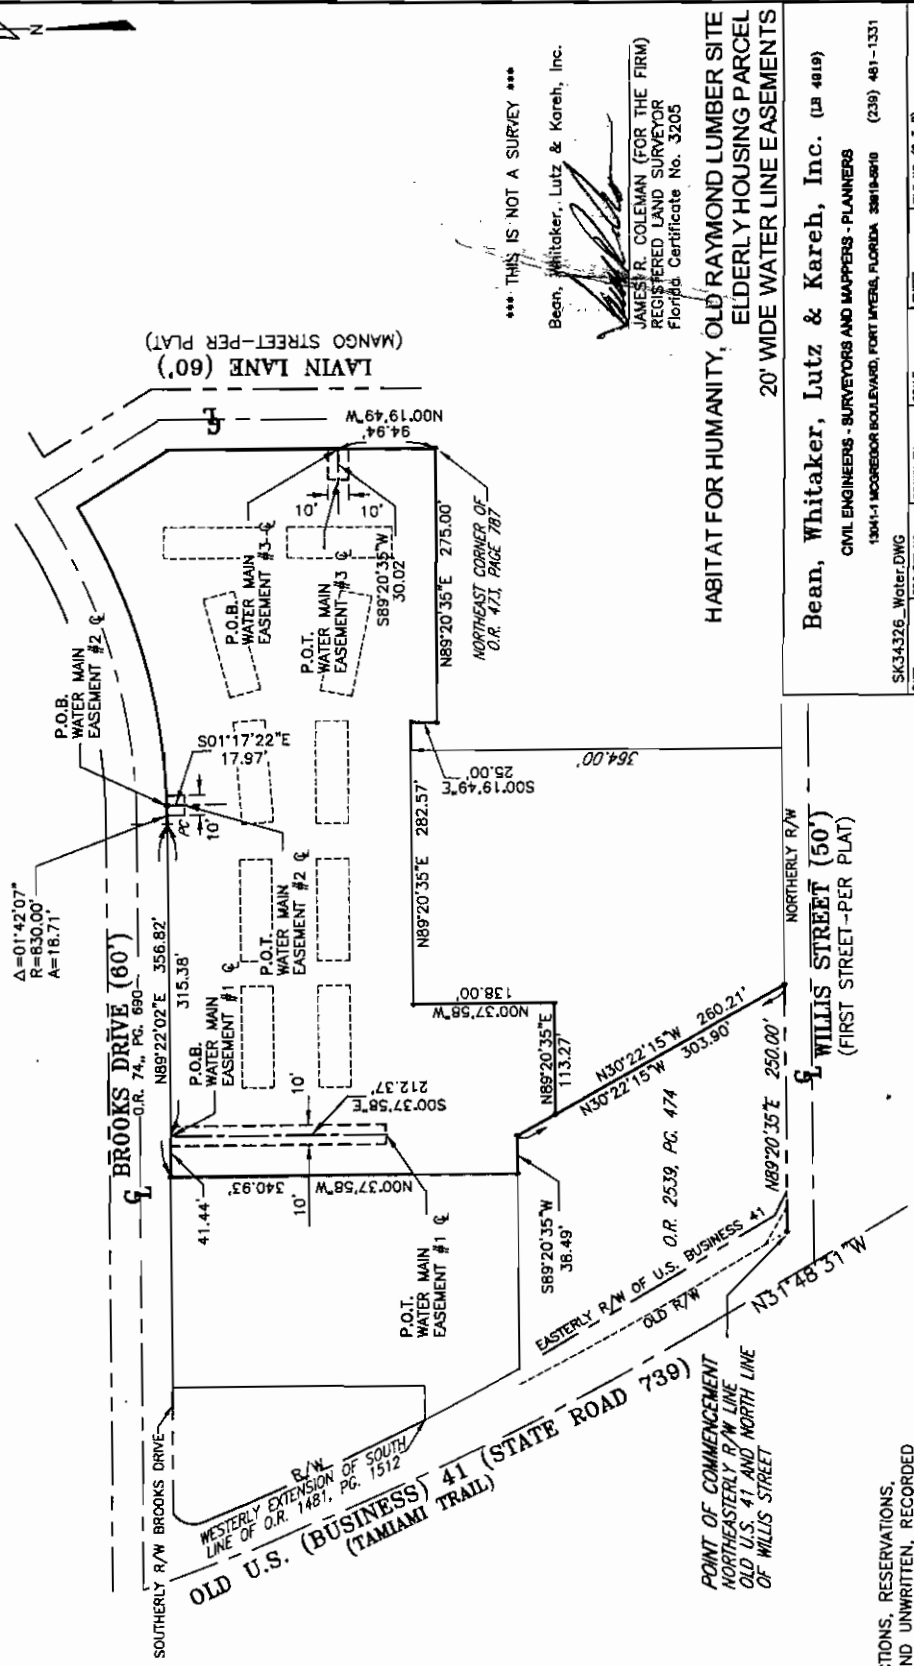 N
Δ=01°42'07"
R=830.00'
A=18.71'
P.O.B.
WATER MAIN
EASEMENT #2 ℄
SOUTHERLY R/W BROOKS DRIVE
℄
BROOKS DRIVE (60')
O.R. 74, PG. 690
N89°22'02"E 356.82'
315.38'
41.44'
PC
10'
S01°17'22"E
17.97'
P.O.B.
WATER MAIN
EASEMENT #1 ℄
P.O.T.
WATER MAIN
EASEMENT #2 ℄
P.O.B.
WATER MAIN
EASEMENT #3 ℄
P.O.T.
WATER MAIN
EASEMENT #3 ℄
LAVIN LANE (60')
(MANGO STREET-PER PLAT)
℄
N00°19'49"W
94.94'
10'
10'
S89°20'35"W
30.02
NORTHEAST CORNER OF
O.R. 473, PAGE 787
N89°20'35"E 275.00'
S00°19'49"E
25.00'
364.00'
N89°20'35"E 282.57'
N00°37'58"W
138.00'
N89°20'35"E
113.27'
N30°22'15"W 260.21'
N30°22'15"W 303.90'
S00°37'58"E
212.37'
10'
10'
N00°37'58"W
340.93'
P.O.T.
WATER MAIN
EASEMENT #1 ℄
S89°20'35"W
38.49'
O.R. 2539, PG. 474
N89°20'35"E 250.00'
NORTHERLY R/W
℄ WILLIS STREET (50')
(FIRST STREET-PER PLAT)
EASTERLY R/W OF U.S. BUSINESS 41
OLD R/W
N31°48'31"W
R/W
WESTERLY EXTENSION OF SOUTH
LINE OF O.R. 1481, PG. 1512
OLD U.S. (BUSINESS) 41 (STATE ROAD 739)
(TAMIAMI TRAIL)
POINT OF COMMENCEMENT
NORTHEASTERLY R/W LINE
OLD U.S. 41 AND NORTH LINE
OF WILLIS STREET
*** THIS IS NOT A SURVEY ***
Bean, Whitaker, Lutz & Kareh, Inc.
JAMES R. COLEMAN (FOR THE FIRM)
REGISTERED LAND SURVEYOR
Florida Certificate No. 3205
HABITAT FOR HUMANITY, OLD RAYMOND LUMBER SITE
ELDERLY HOUSING PARCEL
20' WIDE WATER LINE EASEMENTS
Bean, Whitaker, Lutz & Kareh, Inc. (LB 4919)
CIVIL ENGINEERS - SURVEYORS AND MAPPERS - PLANNERS
13041-1 MCGREGOR BOULEVARD, FORT MYERS, FLORIDA 33919-5910 (239) 481-1331
SK34326_Water.DWG
CTIONS, RESERVATIONS,
ND UNWRITTEN, RECORDED